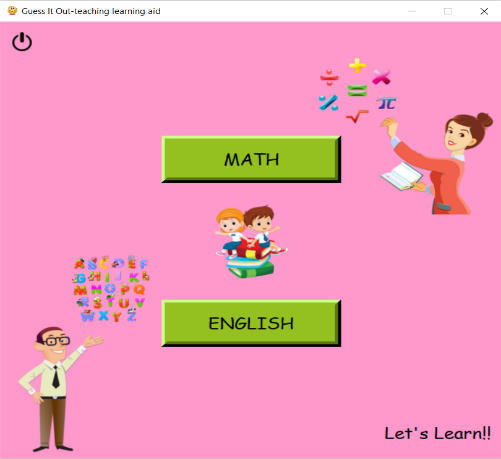 Guess It Out-teaching learning aid
÷ + ×
% = π
√
MATH
A B C D E F
G H I J K L
M N O P Q
R S T U V
W X Y Z
ENGLISH
Let's Learn!!